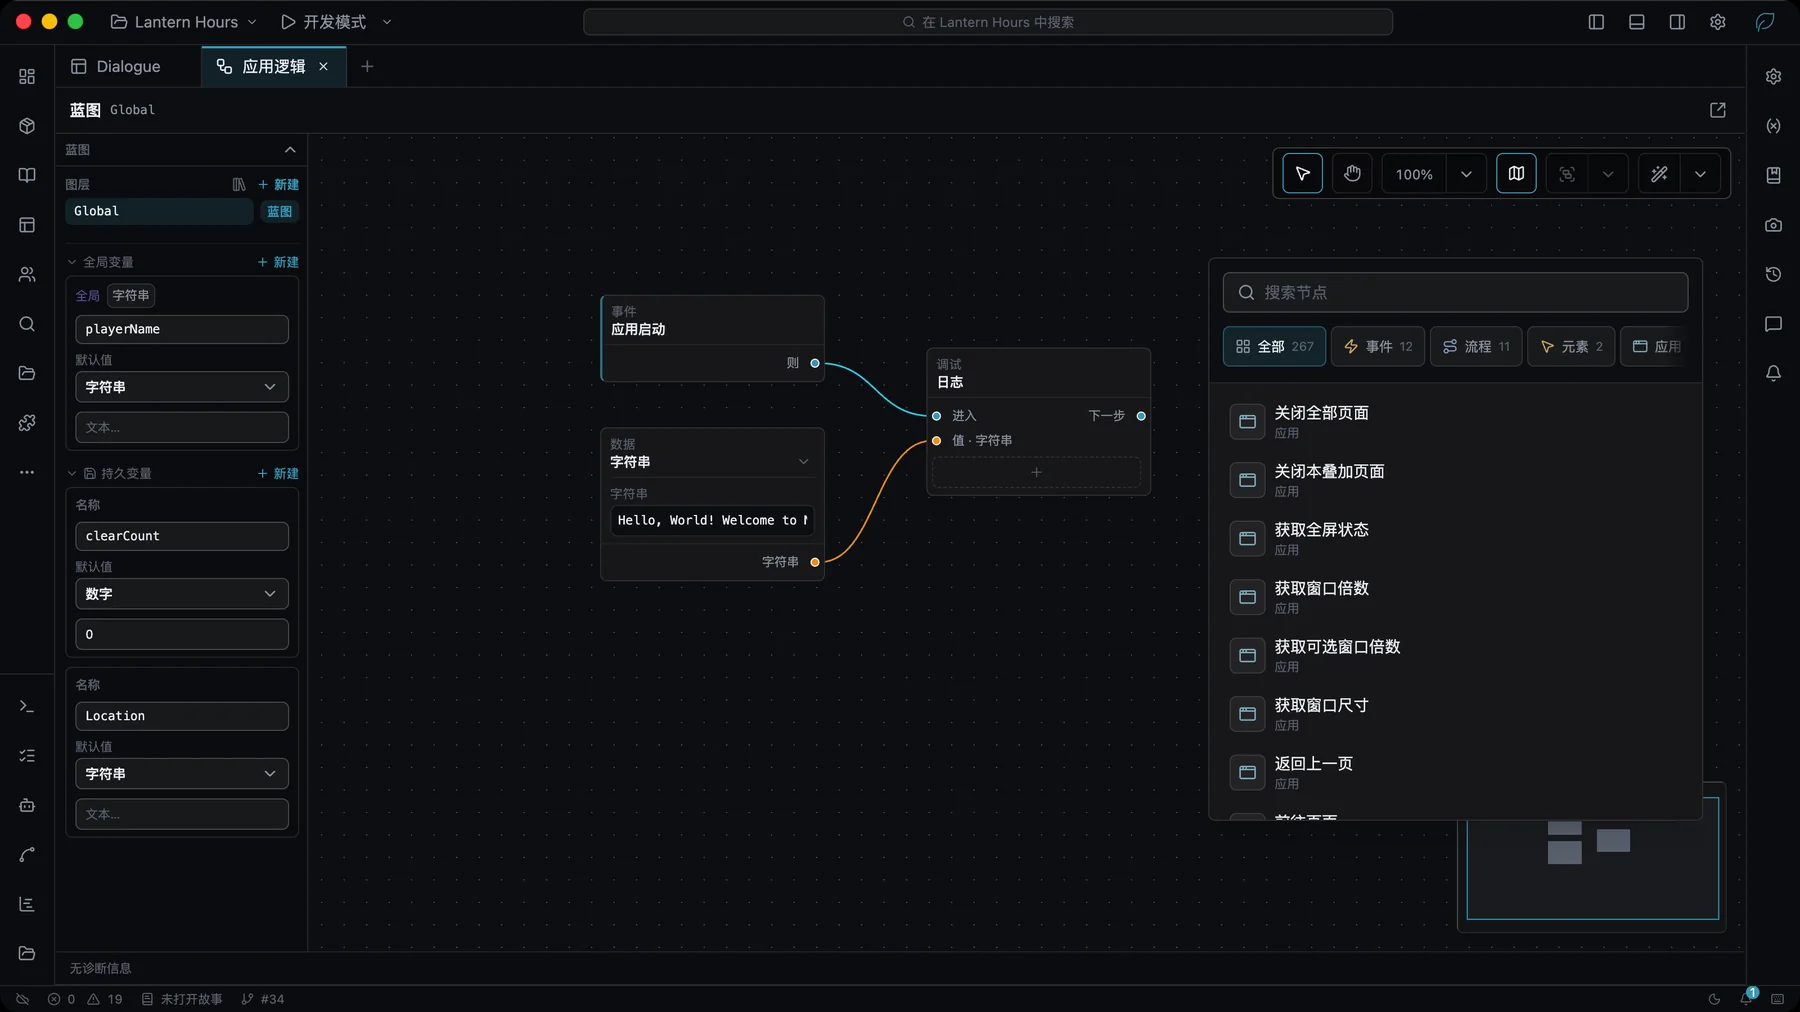 Lantern Hours
开发模式
在 Lantern Hours 中搜索
Dialogue
应用逻辑
蓝图 Global
蓝图
图层
新建
Global
蓝图
全局变量
新建
全局 字符串
playerName
默认值
字符串
文本...
持久变量
新建
名称
clearCount
默认值
数字
0
名称
Location
默认值
字符串
文本...
事件
应用启动
则
数据
字符串
字符串
Hello, World! Welcome to
字符串
调试
日志
进入 下一步
值 · 字符串
100%
搜索节点
全部 267
事件 12
流程 11
元素 2
应用
关闭全部页面
应用
关闭本叠加页面
应用
获取全屏状态
应用
获取窗口倍数
应用
获取可选窗口倍数
应用
获取窗口尺寸
应用
返回上一页
应用
前往页面
无诊断信息
0 19 未打开故事 #34
1